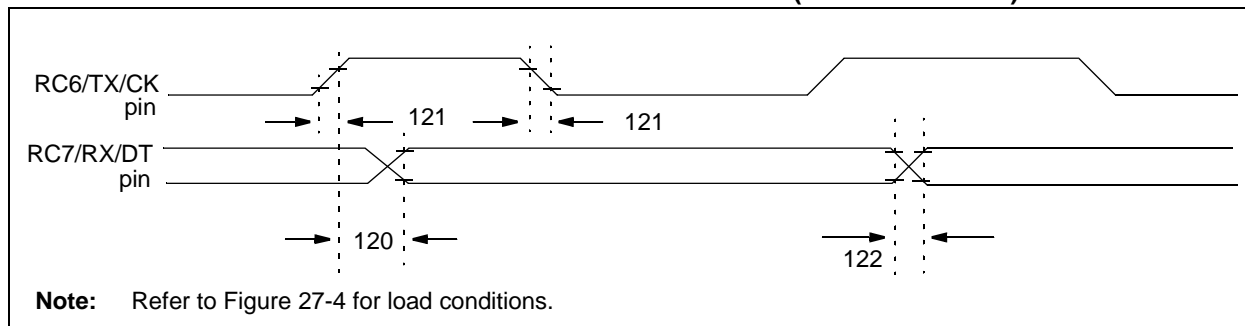 RC6/TX/CK
pin
121
121
RC7/RX/DT
pin
120
122
Note: Refer to Figure 27-4 for load conditions.